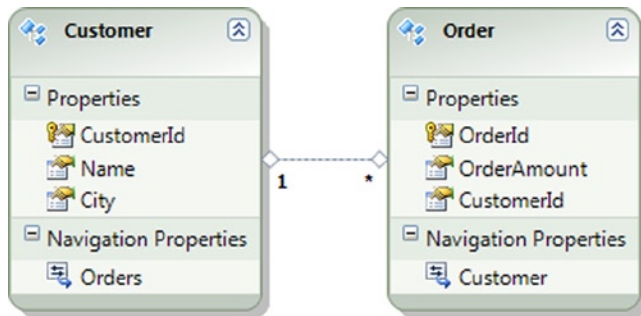 Customer
Properties
CustomerId
Name
City
Navigation Properties
Orders
1
*
Order
Properties
OrderId
OrderAmount
CustomerId
Navigation Properties
Customer